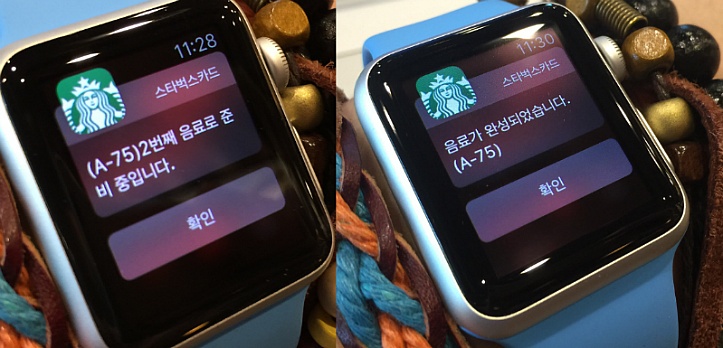 11:28
스타벅스카드
(A-75)2번째 음료로 준
비 중입니다.
확인
11:30
스타벅스카드
음료가 완성되었습니다.
(A-75)
확인